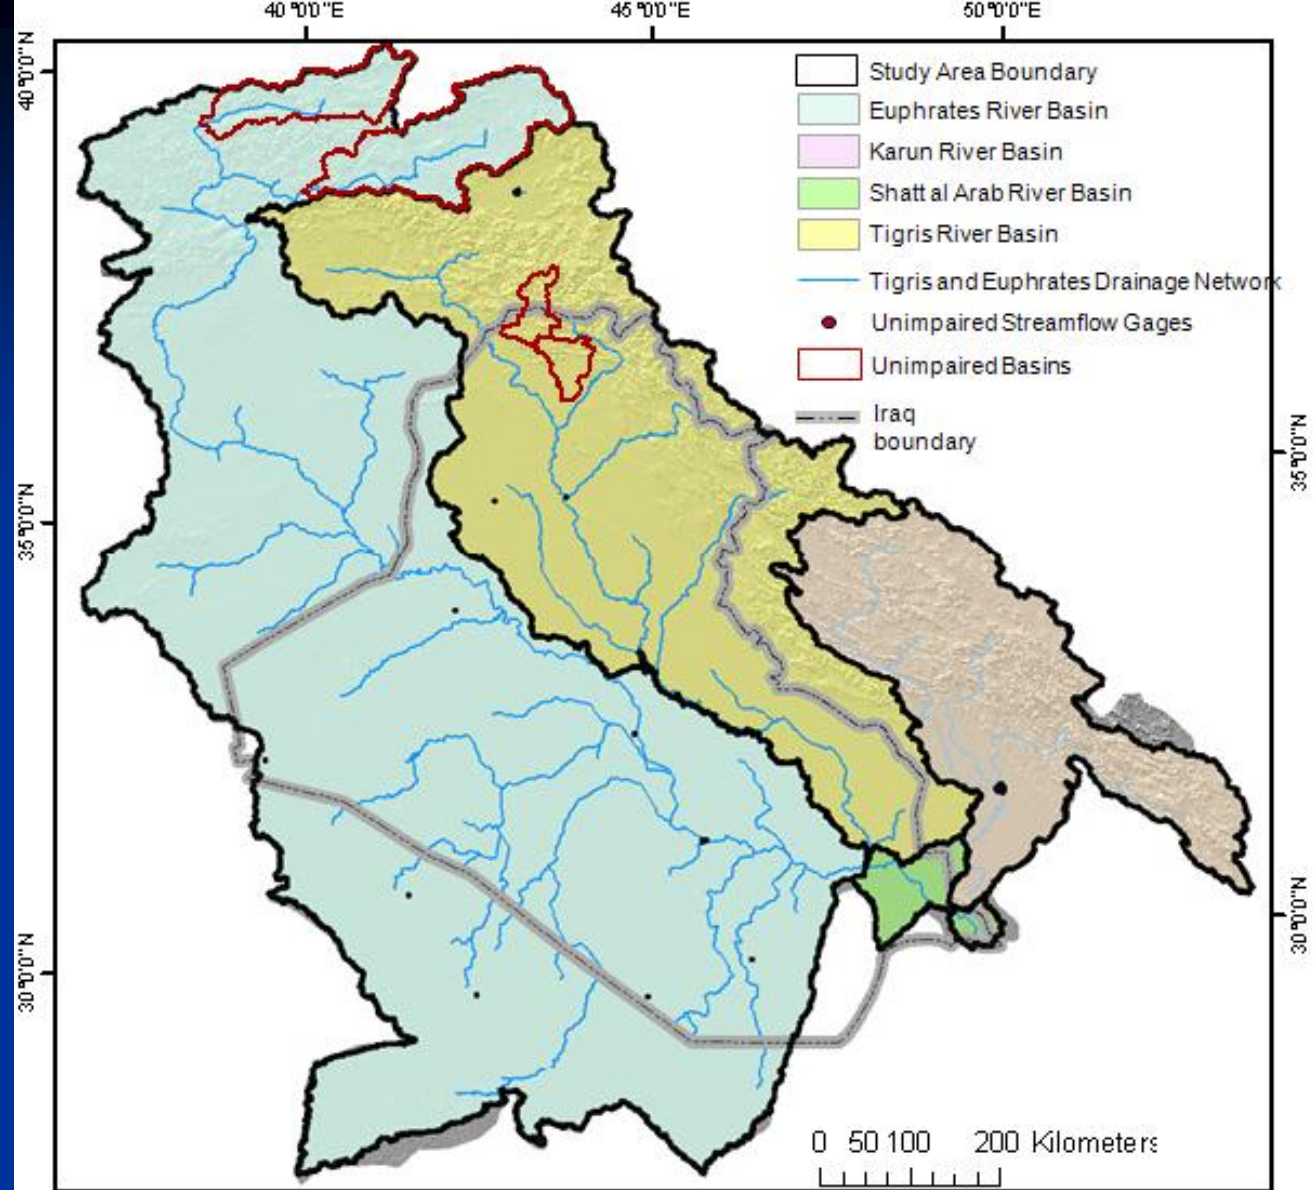 40°0'0"E 45°0'0"E 50°0'0"E
40°0'0"N
35°0'0"N
30°0'0"N
35°0'0"N
30°0'0"N
Study Area Boundary
Euphrates River Basin
Karun River Basin
Shatt al Arab River Basin
Tigris River Basin
Tigris and Euphrates Drainage Network
Unimpaired Streamflow Gages
Unimpaired Basins
Iraq
boundary
0 50 100 200 Kilometers